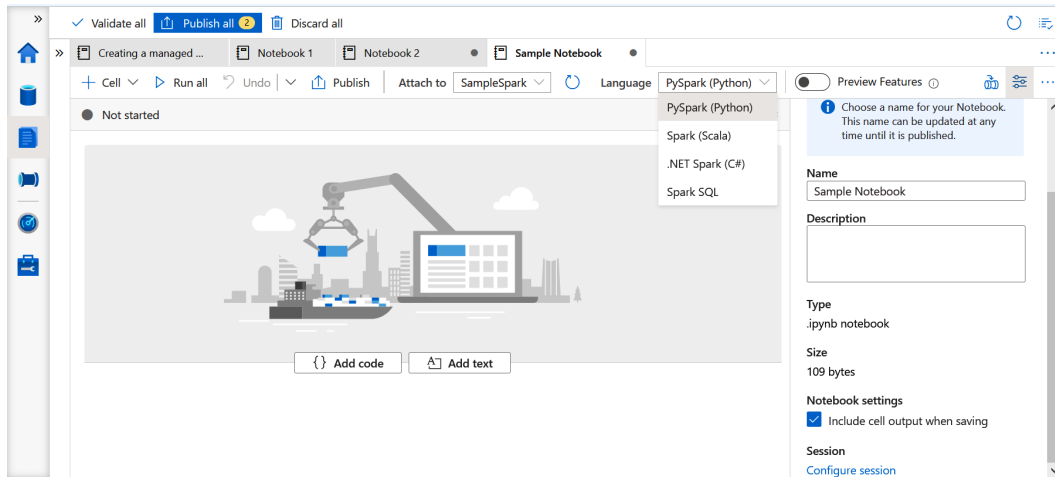 Validate all
Publish all 2
Discard all
Creating a managed ...
Notebook 1
Notebook 2
Sample Notebook
Cell
Run all
Undo
Publish
Attach to
SampleSpark
Language
PySpark (Python)
Preview Features
PySpark (Python)
Spark (Scala)
.NET Spark (C#)
Spark SQL
Not started
{} Add code
Add text
Choose a name for your Notebook.
This name can be updated at any
time until it is published.
Name
Sample Notebook
Description
Type
.ipynb notebook
Size
109 bytes
Notebook settings
Include cell output when saving
Session
Configure session